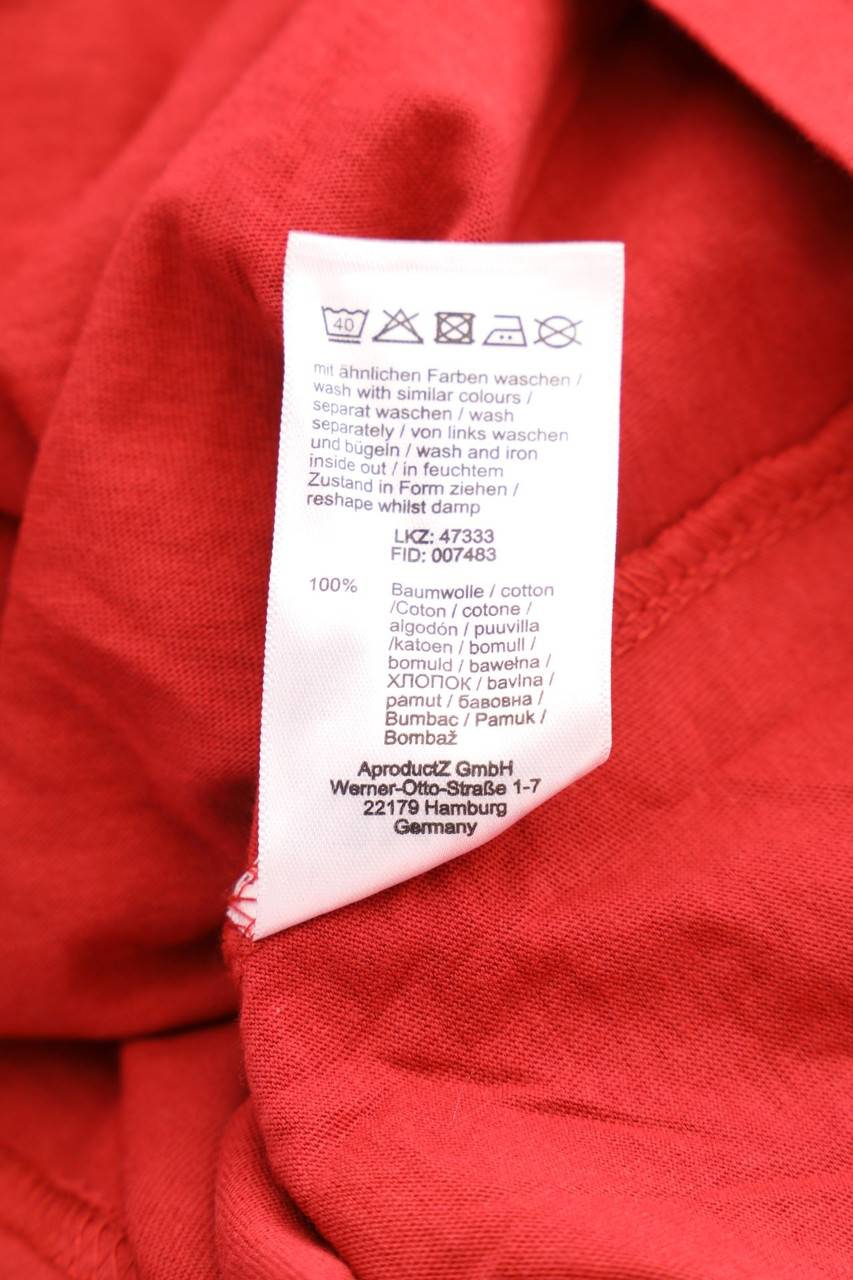 40
mit ähnlichen Farben waschen /
wash with similar colours /
separat waschen / wash
separately / von links waschen
und bügeln / wash and iron
inside out / in feuchtem
Zustand in Form ziehen /
reshape whilst damp
LKZ: 47333
FID: 007483
100% Baumwolle / cotton
/Coton / cotone /
algodón / puuvilla
/katoen / bomull /
bomuld / bawełna /
ХЛОПОК / bavlna /
pamut / бавовна /
Bumbac / Pamuk /
Bombaž
AproductZ GmbH
Werner-Otto-Straße 1-7
22179 Hamburg
Germany